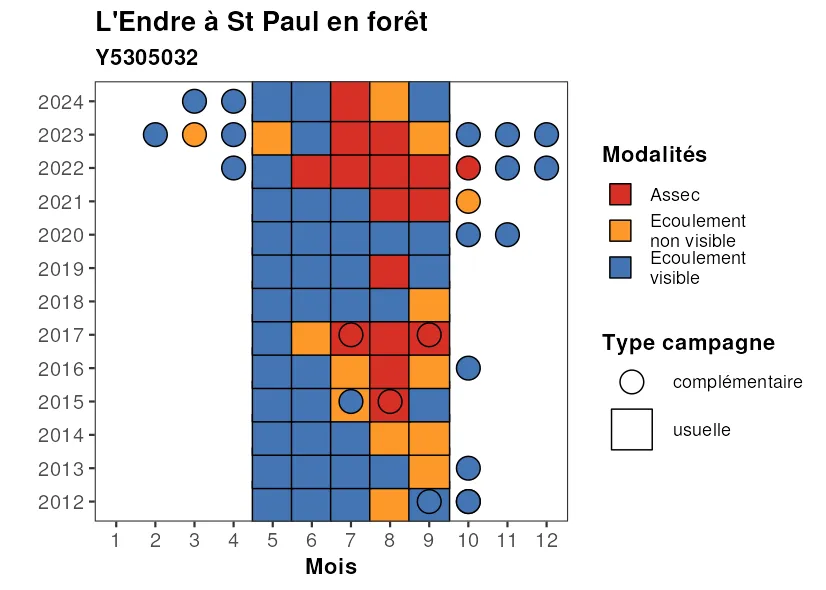 L'Endre à St Paul en forêt
Y5305032
2024
2023
2022
2021
2020
2019
2018
2017
2016
2015
2014
2013
2012
1 2 3 4 5 6 7 8 9 10 11 12
Mois
Modalités
Assec
Ecoulement
non visible
Ecoulement
visible
Type campagne
complémentaire
usuelle